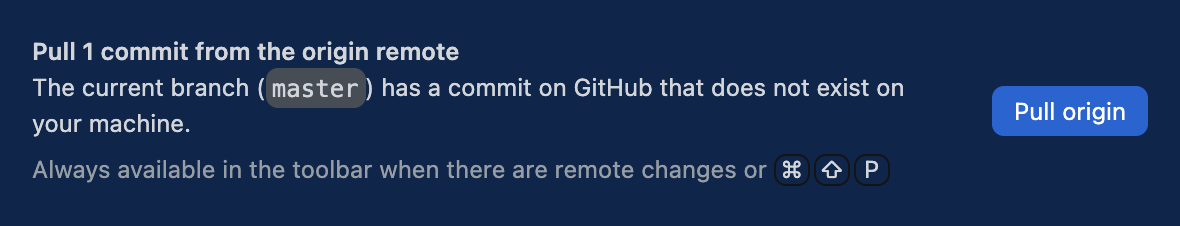 Pull 1 commit from the origin remote
The current branch (master) has a commit on GitHub that does not exist on
your machine.
Pull origin
Always available in the toolbar when there are remote changes or ⌘ ⇧ P